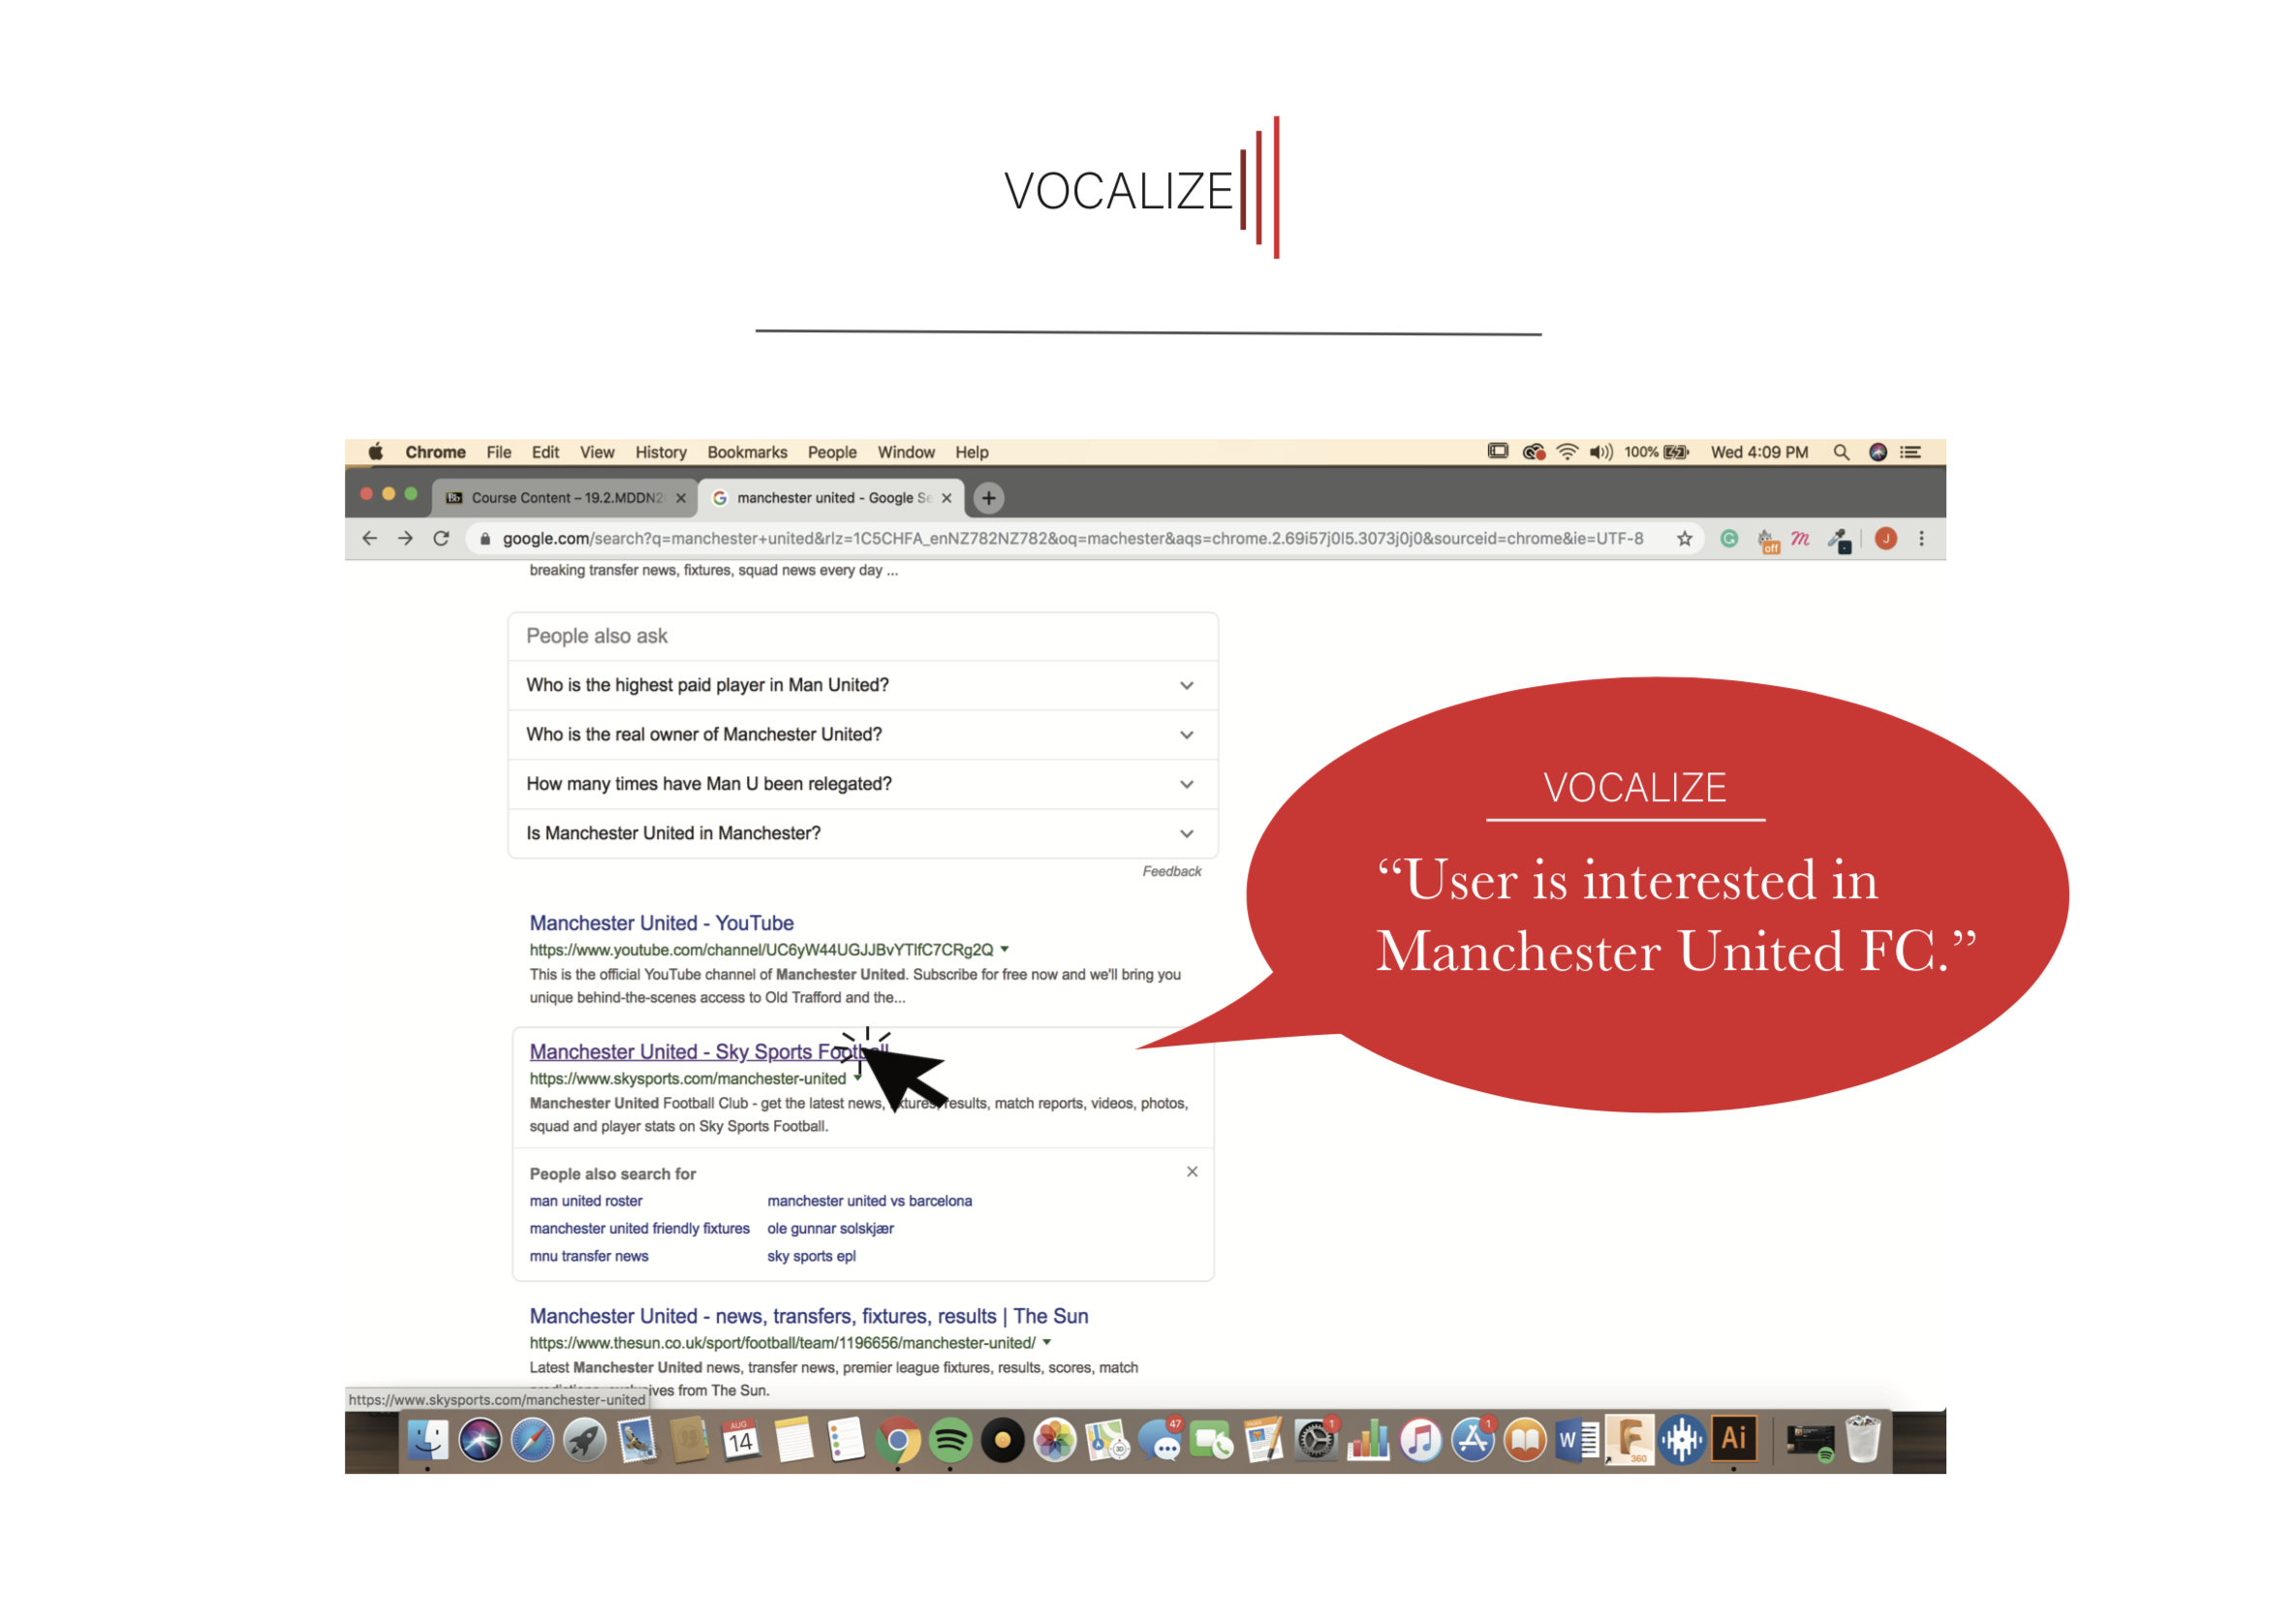 VOCALIZE
Chrome File Edit View History Bookmarks People Window Help 100% Wed 4:09 PM
Course Content – 19.2.MDDN2 manchester united - Google Se
google.com/search?q=manchester+united&rlz=1C5CHFA_enNZ782NZ782&oq=machester&aqs=chrome.2.69i57j0l5.3073j0j0&sourceid=chrome&ie=UTF-8 off J
breaking transfer news, fixtures, squad news every day ...
People also ask
Who is the highest paid player in Man United?
Who is the real owner of Manchester United?
How many times have Man U been relegated?
Is Manchester United in Manchester?
Feedback
VOCALIZE
“User is interested in
Manchester United FC.”
Manchester United - YouTube
https://www.youtube.com/channel/UC6yW44UGJJBvYTlfC7CRg2Q
This is the official YouTube channel of Manchester United. Subscribe for free now and we'll bring you
unique behind-the-scenes access to Old Trafford and the...
Manchester United - Sky Sports Football
https://www.skysports.com/manchester-united
Manchester United Football Club - get the latest news, results, match reports, videos, photos,
squad and player stats on Sky Sports Football.
People also search for
man united roster manchester united vs barcelona
manchester united friendly fixtures ole gunnar solskjær
mnu transfer news sky sports epl
Manchester United - news, transfers, fixtures, results | The Sun
https://www.thesun.co.uk/sport/football/team/1196656/manchester-united/
Latest Manchester United news, transfer news, premier league fixtures, results, scores, match
from The Sun.
https://www.skysports.com/manchester-united
AUG 14 47 1 1 W F 360 Ai